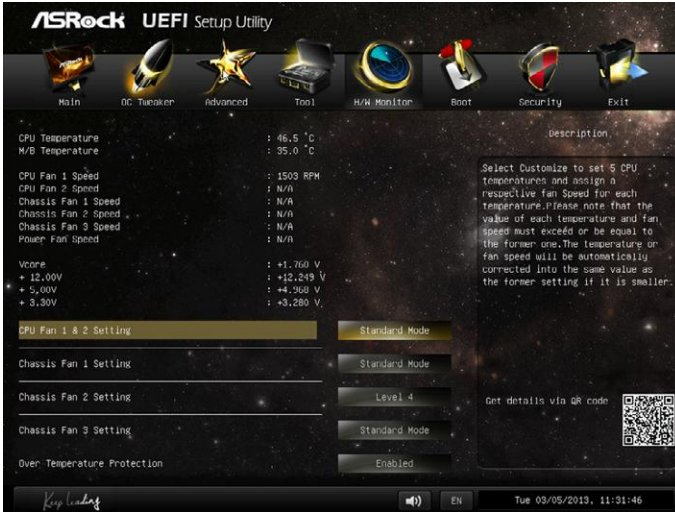 ASRock UEFI Setup Utility
Main OC Tweaker Advanced Tool H/W Monitor Boot Security Exit
CPU Temperature : 46.5 °C
M/B Temperature : 35.0 °C
CPU Fan 1 Speed : 1503 RPM
CPU Fan 2 Speed : N/A
Chassis Fan 1 Speed : N/A
Chassis Fan 2 Speed : N/A
Chassis Fan 3 Speed : N/A
Power Fan Speed : N/A
Vcore : +1.760 V
+ 12.00V : +12.249 V
+ 5.00V : +4.968 V
+ 3.30V : +3.280 V
CPU Fan 1 & 2 Setting Standard Mode
Chassis Fan 1 Setting Standard Mode
Chassis Fan 2 Setting Level 4
Chassis Fan 3 Setting Standard Mode
Over Temperature Protection Enabled
Description
Select Customize to set 5 CPU
temperatures and assign a
respective fan Speed for each
temperature.Please note that the
value of each temperature and fan
speed must exceed or be equal to
the former one.The temperature or
fan speed will be automatically
corrected into the same value as
the former setting if it is smaller.
Get details via QR code
Keep leading
EN
Tue 03/05/2013, 11:31:46